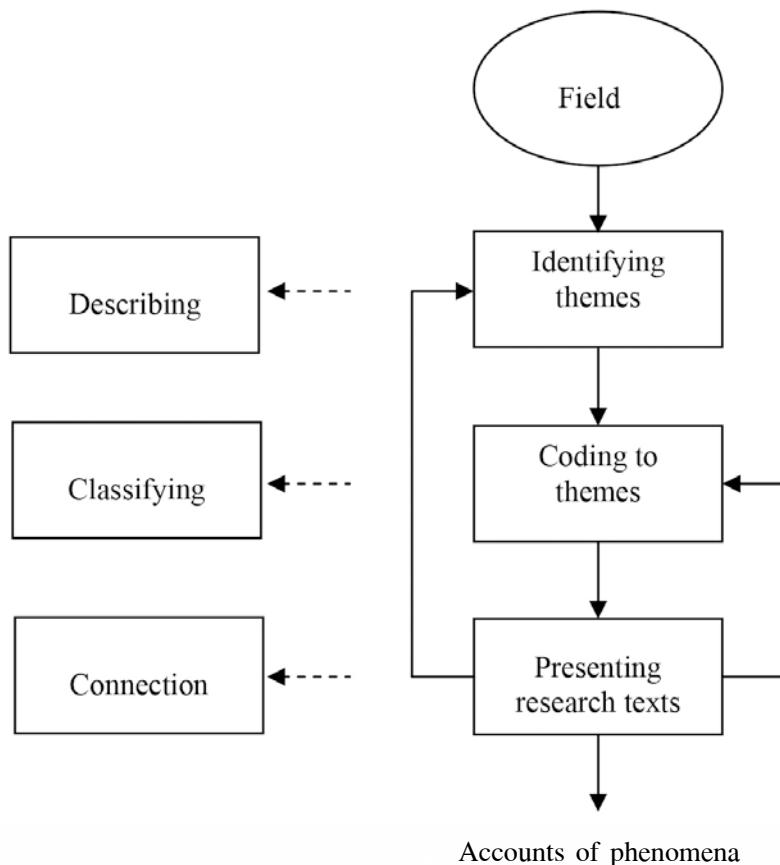 Field
Identifying
themes
Describing
Coding to
themes
Classifying
Presenting
research texts
Connection
Accounts of phenomena